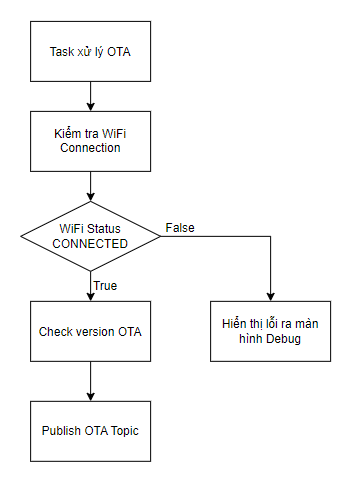 Task xử lý OTA
Kiểm tra WiFi
Connection
WiFi Status
CONNECTED
False
True
Check version OTA
Hiển thị lỗi ra màn
hình Debug
Publish OTA Topic